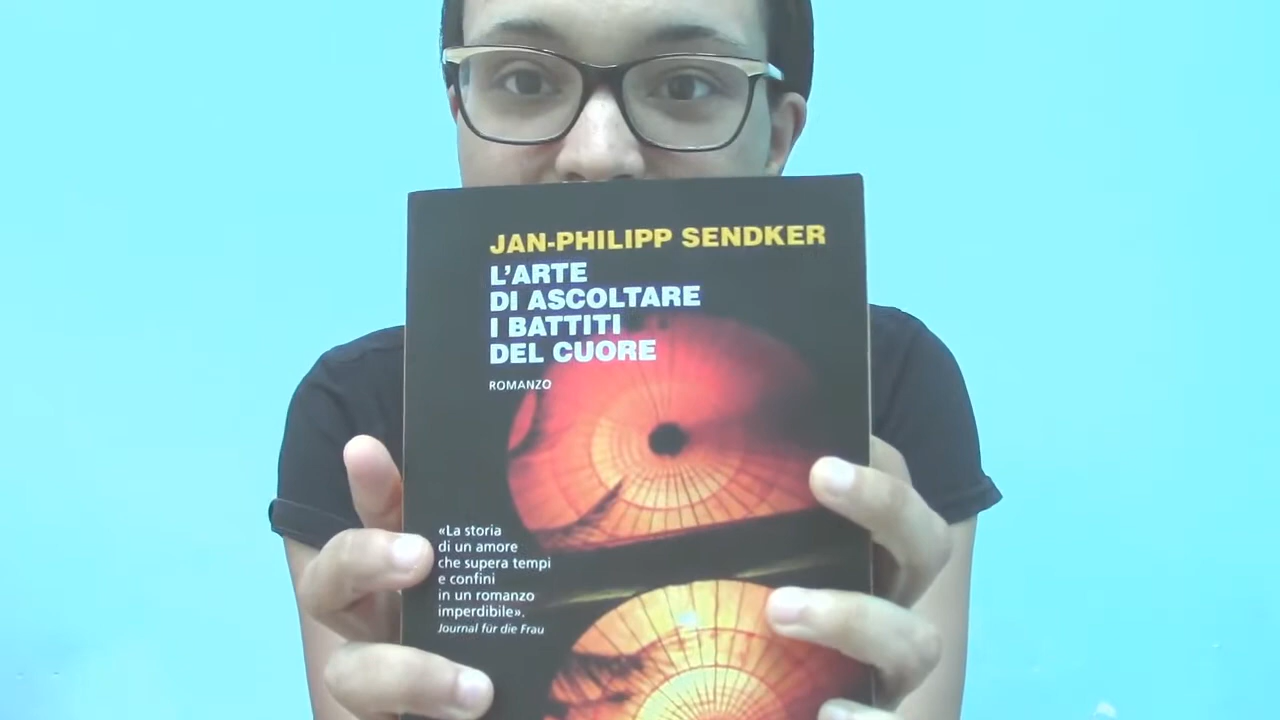 JAN-PHILIPP SENDKER
L'ARTE
DI ASCOLTARE
I BATTITI
DEL CUORE
ROMANZO
«La storia
di un amore
che supera tempi
e confini
in un romanzo
imperdibile».
Journal für die Frau